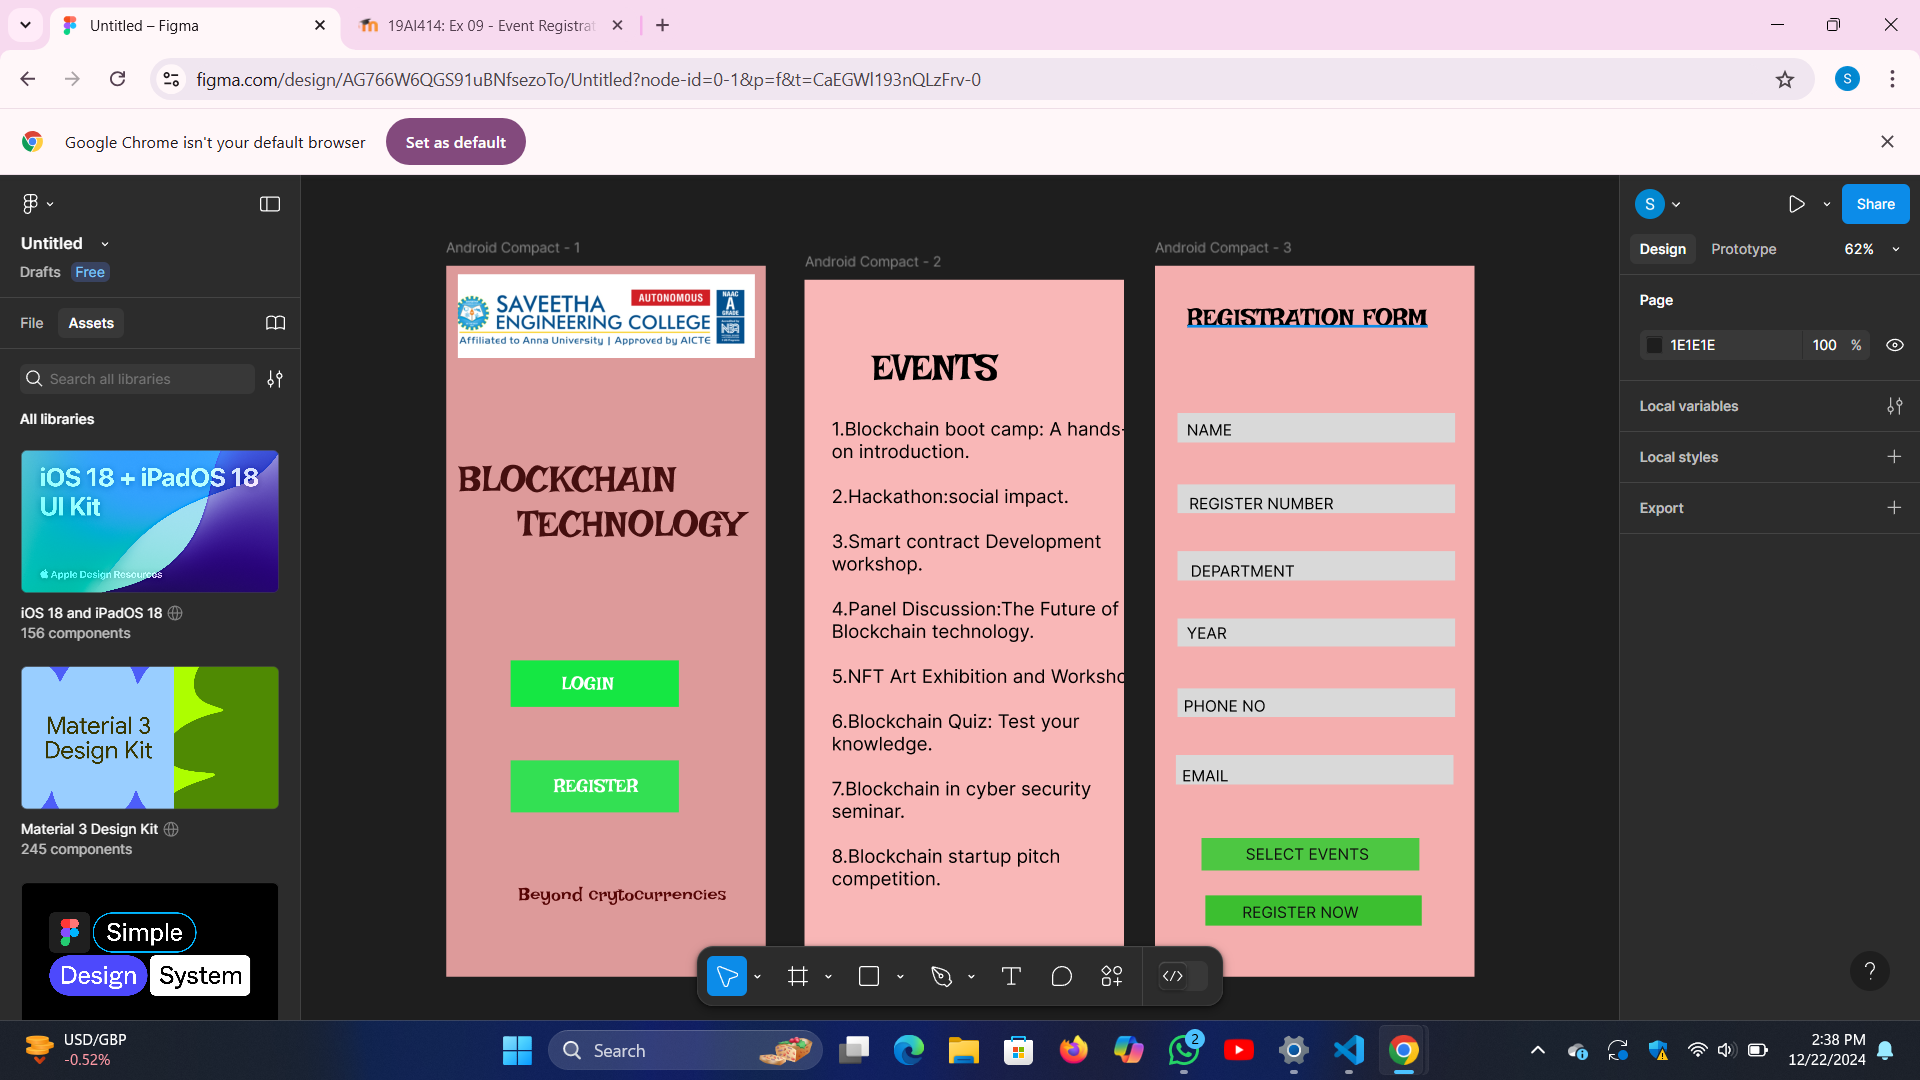 Untitled – Figma
19AI414: Ex 09 - Event Registrat
figma.com/design/AG766W6QGS91uBNfsezoTo/Untitled?node-id=0-1&p=f&t=CaEGWl193nQLzFrv-0
S
Google Chrome isn't your default browser
Set as default
Untitled
Drafts
Free
File
Assets
Search all libraries
All libraries
iOS 18 + iPadOS 18
UI Kit
Apple Design Resources
iOS 18 and iPadOS 18
156 components
Material 3
Design Kit
Material 3 Design Kit
245 components
Simple
Design System
Android Compact - 1
SAVEETHA
ENGINEERING COLLEGE
AUTONOMOUS
NAAC
A
GRADE
Affiliated to Anna University | Approved by AICTE
BLOCKCHAIN
TECHNOLOGY
LOGIN
REGISTER
Beyond crytocurrencies
Android Compact - 2
EVENTS
1.Blockchain boot camp: A hands-
on introduction.
2.Hackathon:social impact.
3.Smart contract Development
workshop.
4.Panel Discussion:The Future of
Blockchain technology.
5.NFT Art Exhibition and Worksho
6.Blockchain Quiz: Test your
knowledge.
7.Blockchain in cyber security
seminar.
8.Blockchain startup pitch
competition.
Android Compact - 3
REGISTRATION FORM
NAME
REGISTER NUMBER
DEPARTMENT
YEAR
PHONE NO
EMAIL
SELECT EVENTS
REGISTER NOW
S
Share
Design
Prototype
62%
Page
1E1E1E
100 %
Local variables
Local styles
Export
?
USD/GBP
-0.52%
Search
2
2:38 PM
12/22/2024